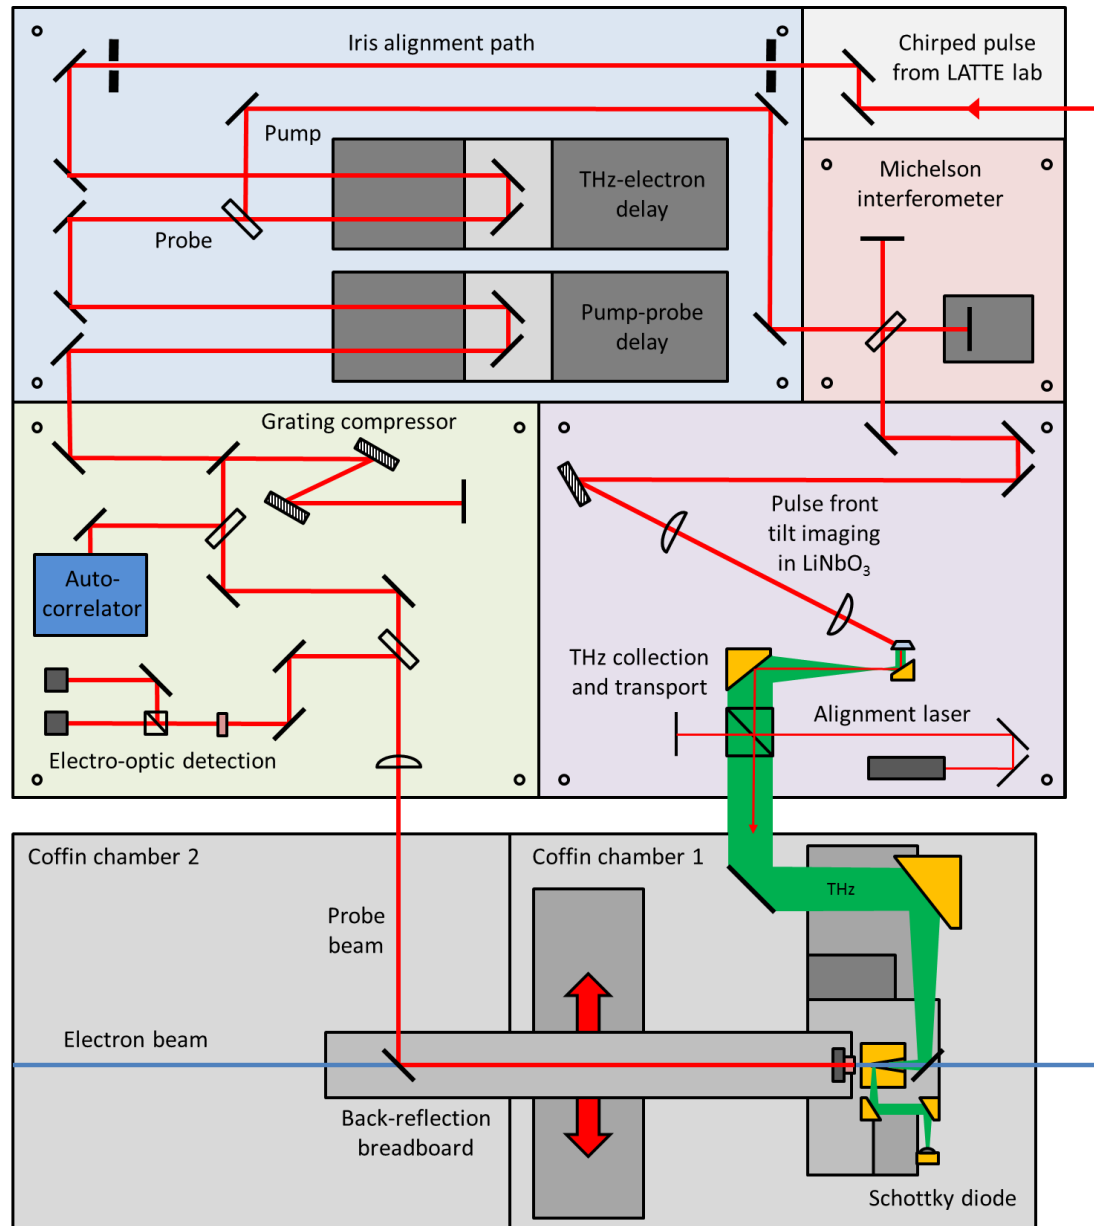 Iris alignment path
Chirped pulse
from LATTE lab
Pump
THz-electron
delay
Michelson
interferometer
Probe
Pump-probe
delay
Grating compressor
Pulse front
tilt imaging
in LiNbO₃
Auto-
correlator
THz collection
and transport
Alignment laser
Electro-optic detection
Coffin chamber 2
Coffin chamber 1
THz
Probe
beam
Electron beam
Back-reflection
breadboard
Schottky diode